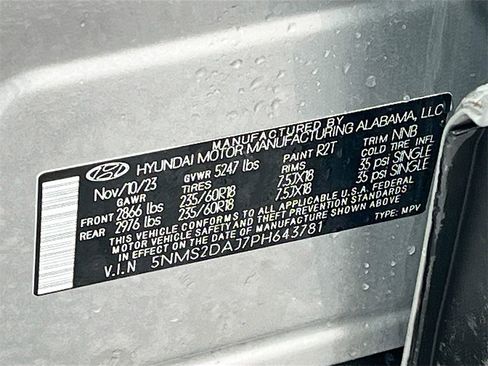 MANUFACTURED BY
HYUNDAI MOTOR MANUFACTURING ALABAMA, LLC
Nov/10/23 GVWR 5247 lbs PAINT R2T TRIM NNB
GAWR TIRES RIMS COLD TIRE INFL
FRONT 2866 lbs 235/60R18 7.5JX18 35 psi SINGLE
REAR 2976 lbs 235/60R18 7.5JX18 35 psi SINGLE
THIS VEHICLE CONFORMS TO ALL APPLICABLE U.S.A. FEDERAL
MOTOR VEHICLE SAFETY AND THEFT PREVENTION STANDARDS
IN EFFECT ON THE DATE OF MANUFACTURE SHOWN ABOVE
V.I.N 5NMS2DAJ7PH643781 TYPE: MPV